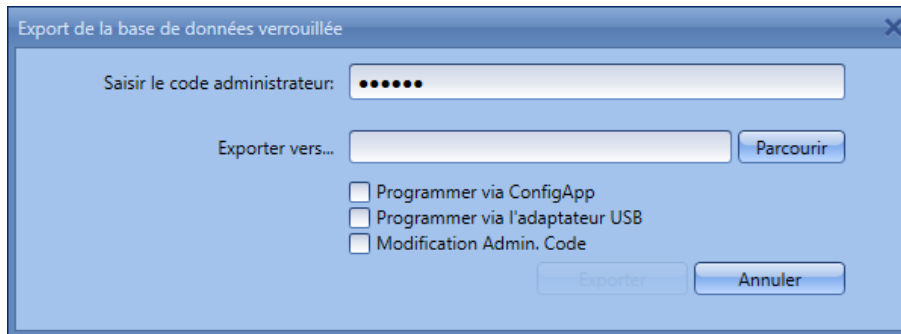 Export de la base de données verrouillée
Saisir le code administrateur: ••••••
Exporter vers... Parcourir
Programmer via ConfigApp
Programmer via l'adaptateur USB
Modification Admin. Code
Exporter Annuler